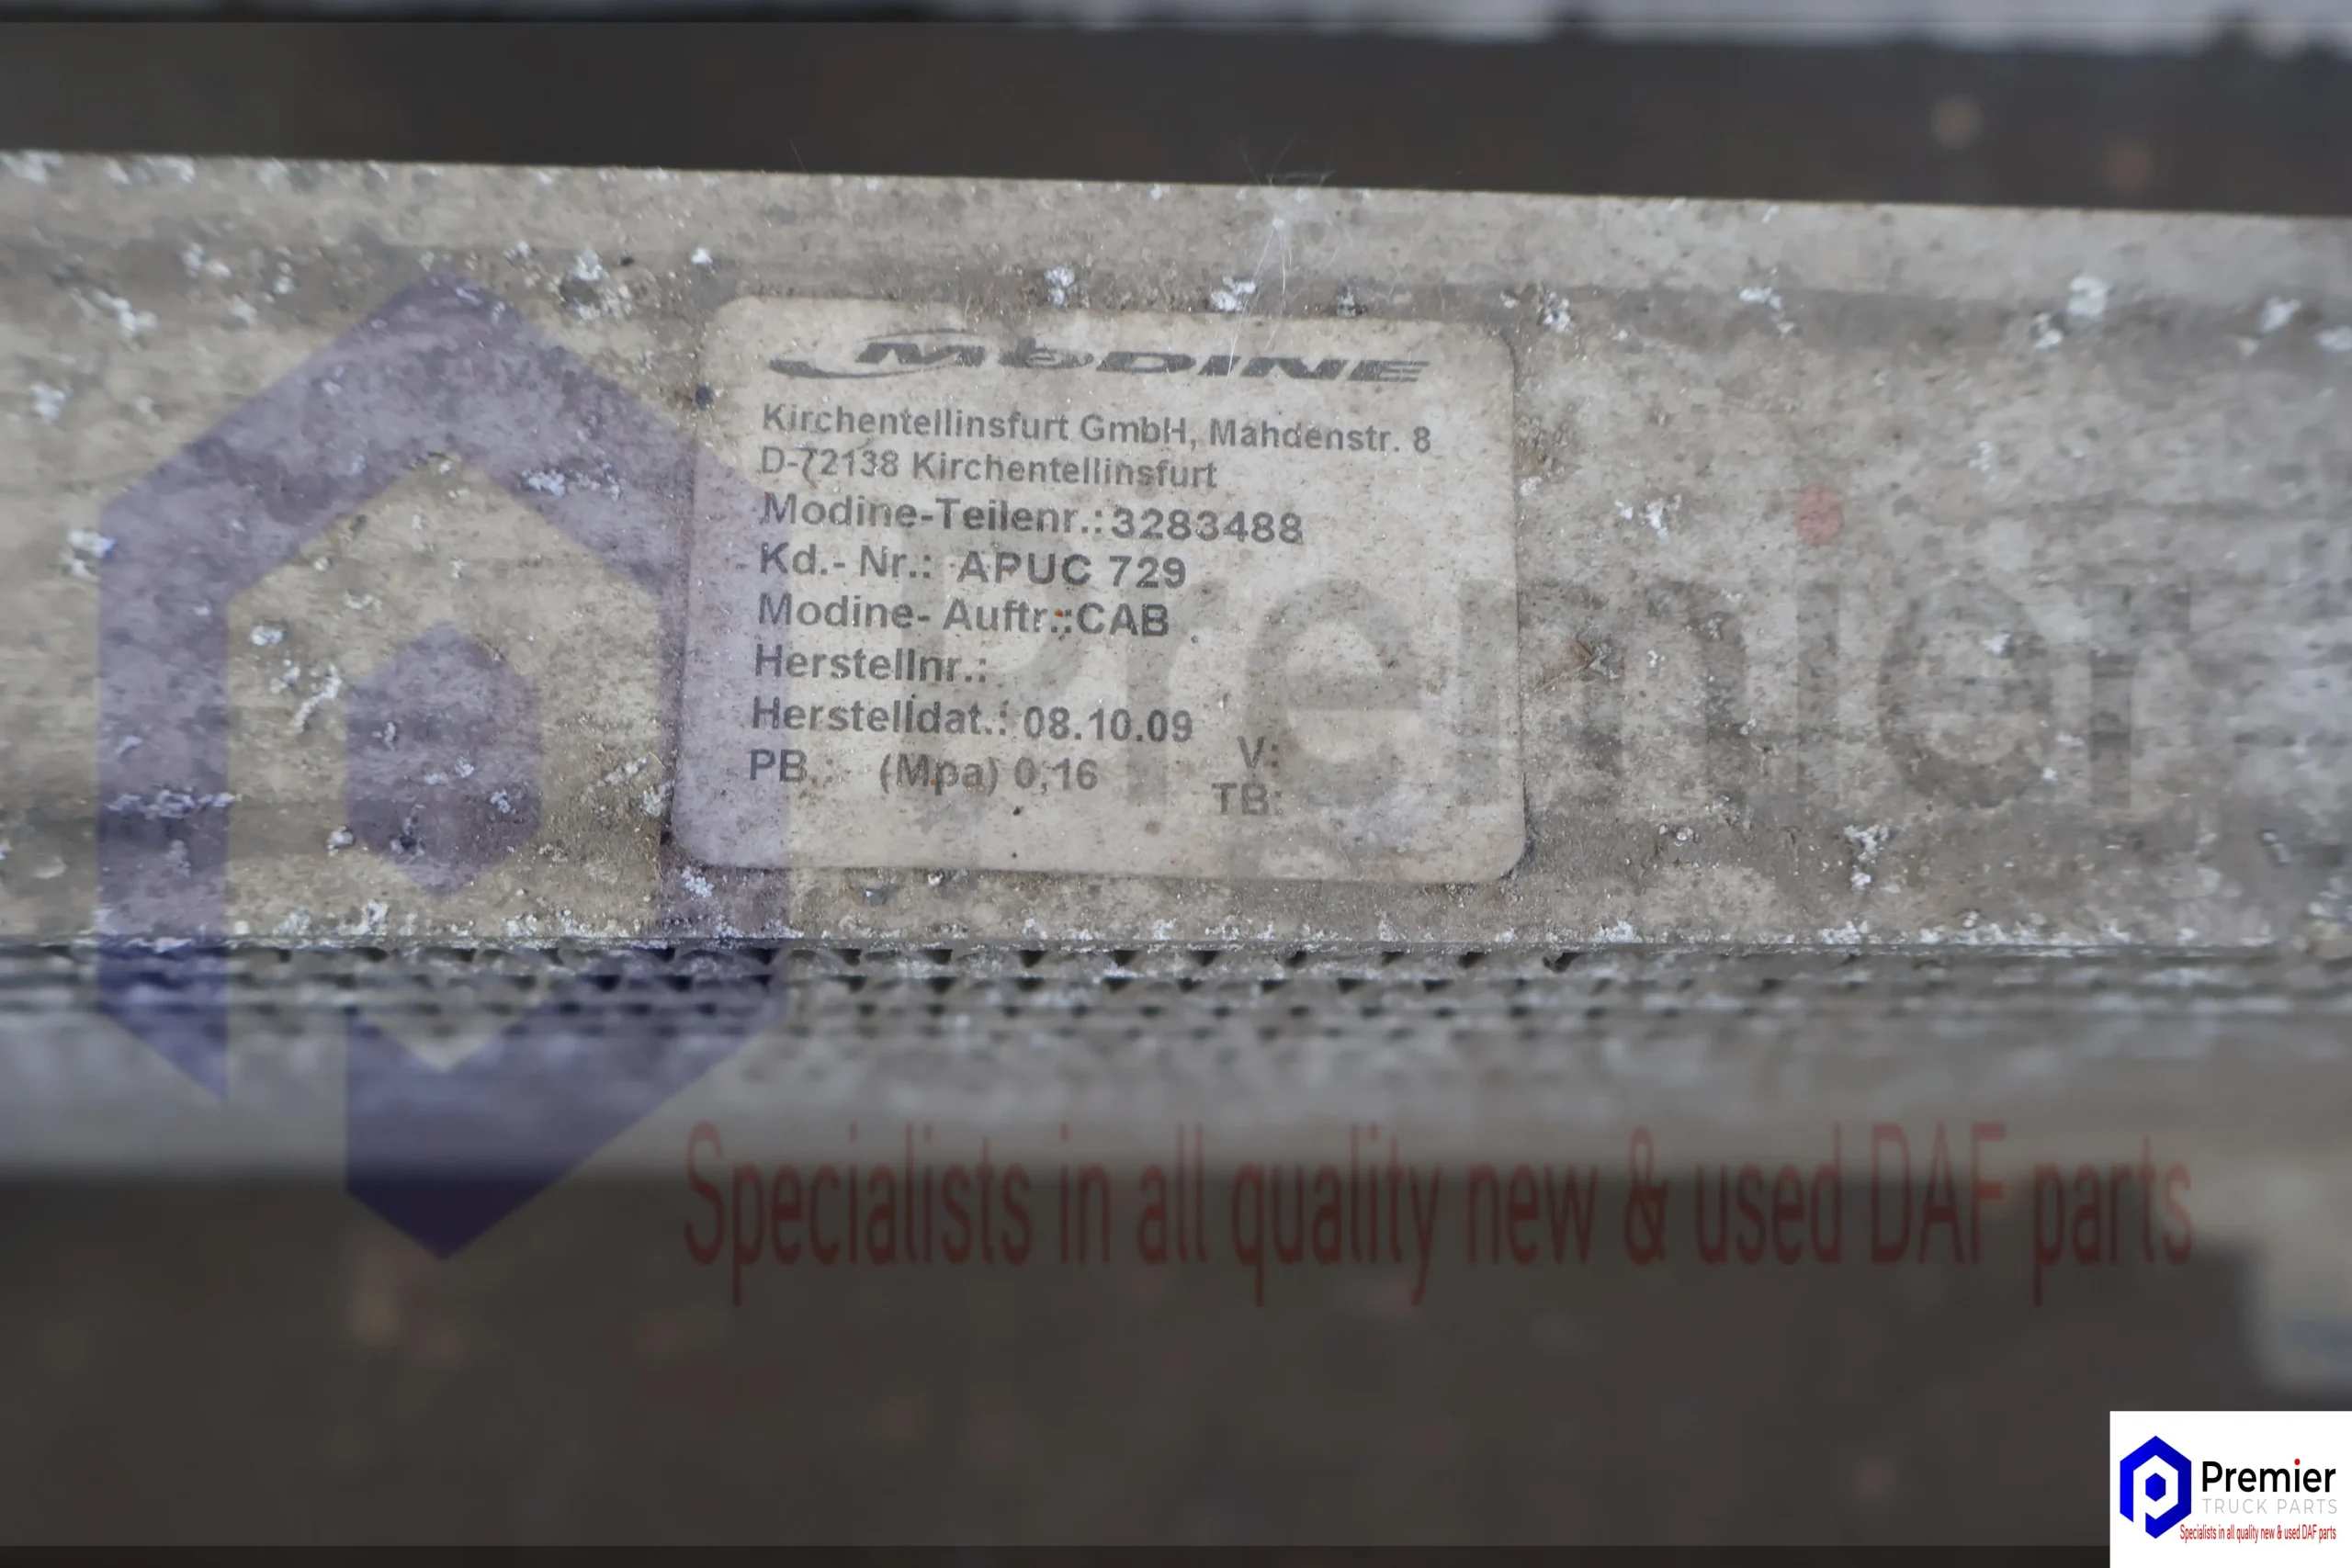 MODINE
Kirchentellinsfurt GmbH, Mahdenstr. 8
D-72138 Kirchentellinsfurt
Modine-Teilenr.: 3283488
Kd.- Nr.: APUC 729
Modine- Auftr.:CAB
Herstellnr.:
Herstelldat.: 08.10.09
PB.: (Mpa) 0,16
V:
TB:
Premier
Specialists in all quality new & used DAF parts
Premier
TRUCK PARTS
Specialists in all quality new & used DAF parts